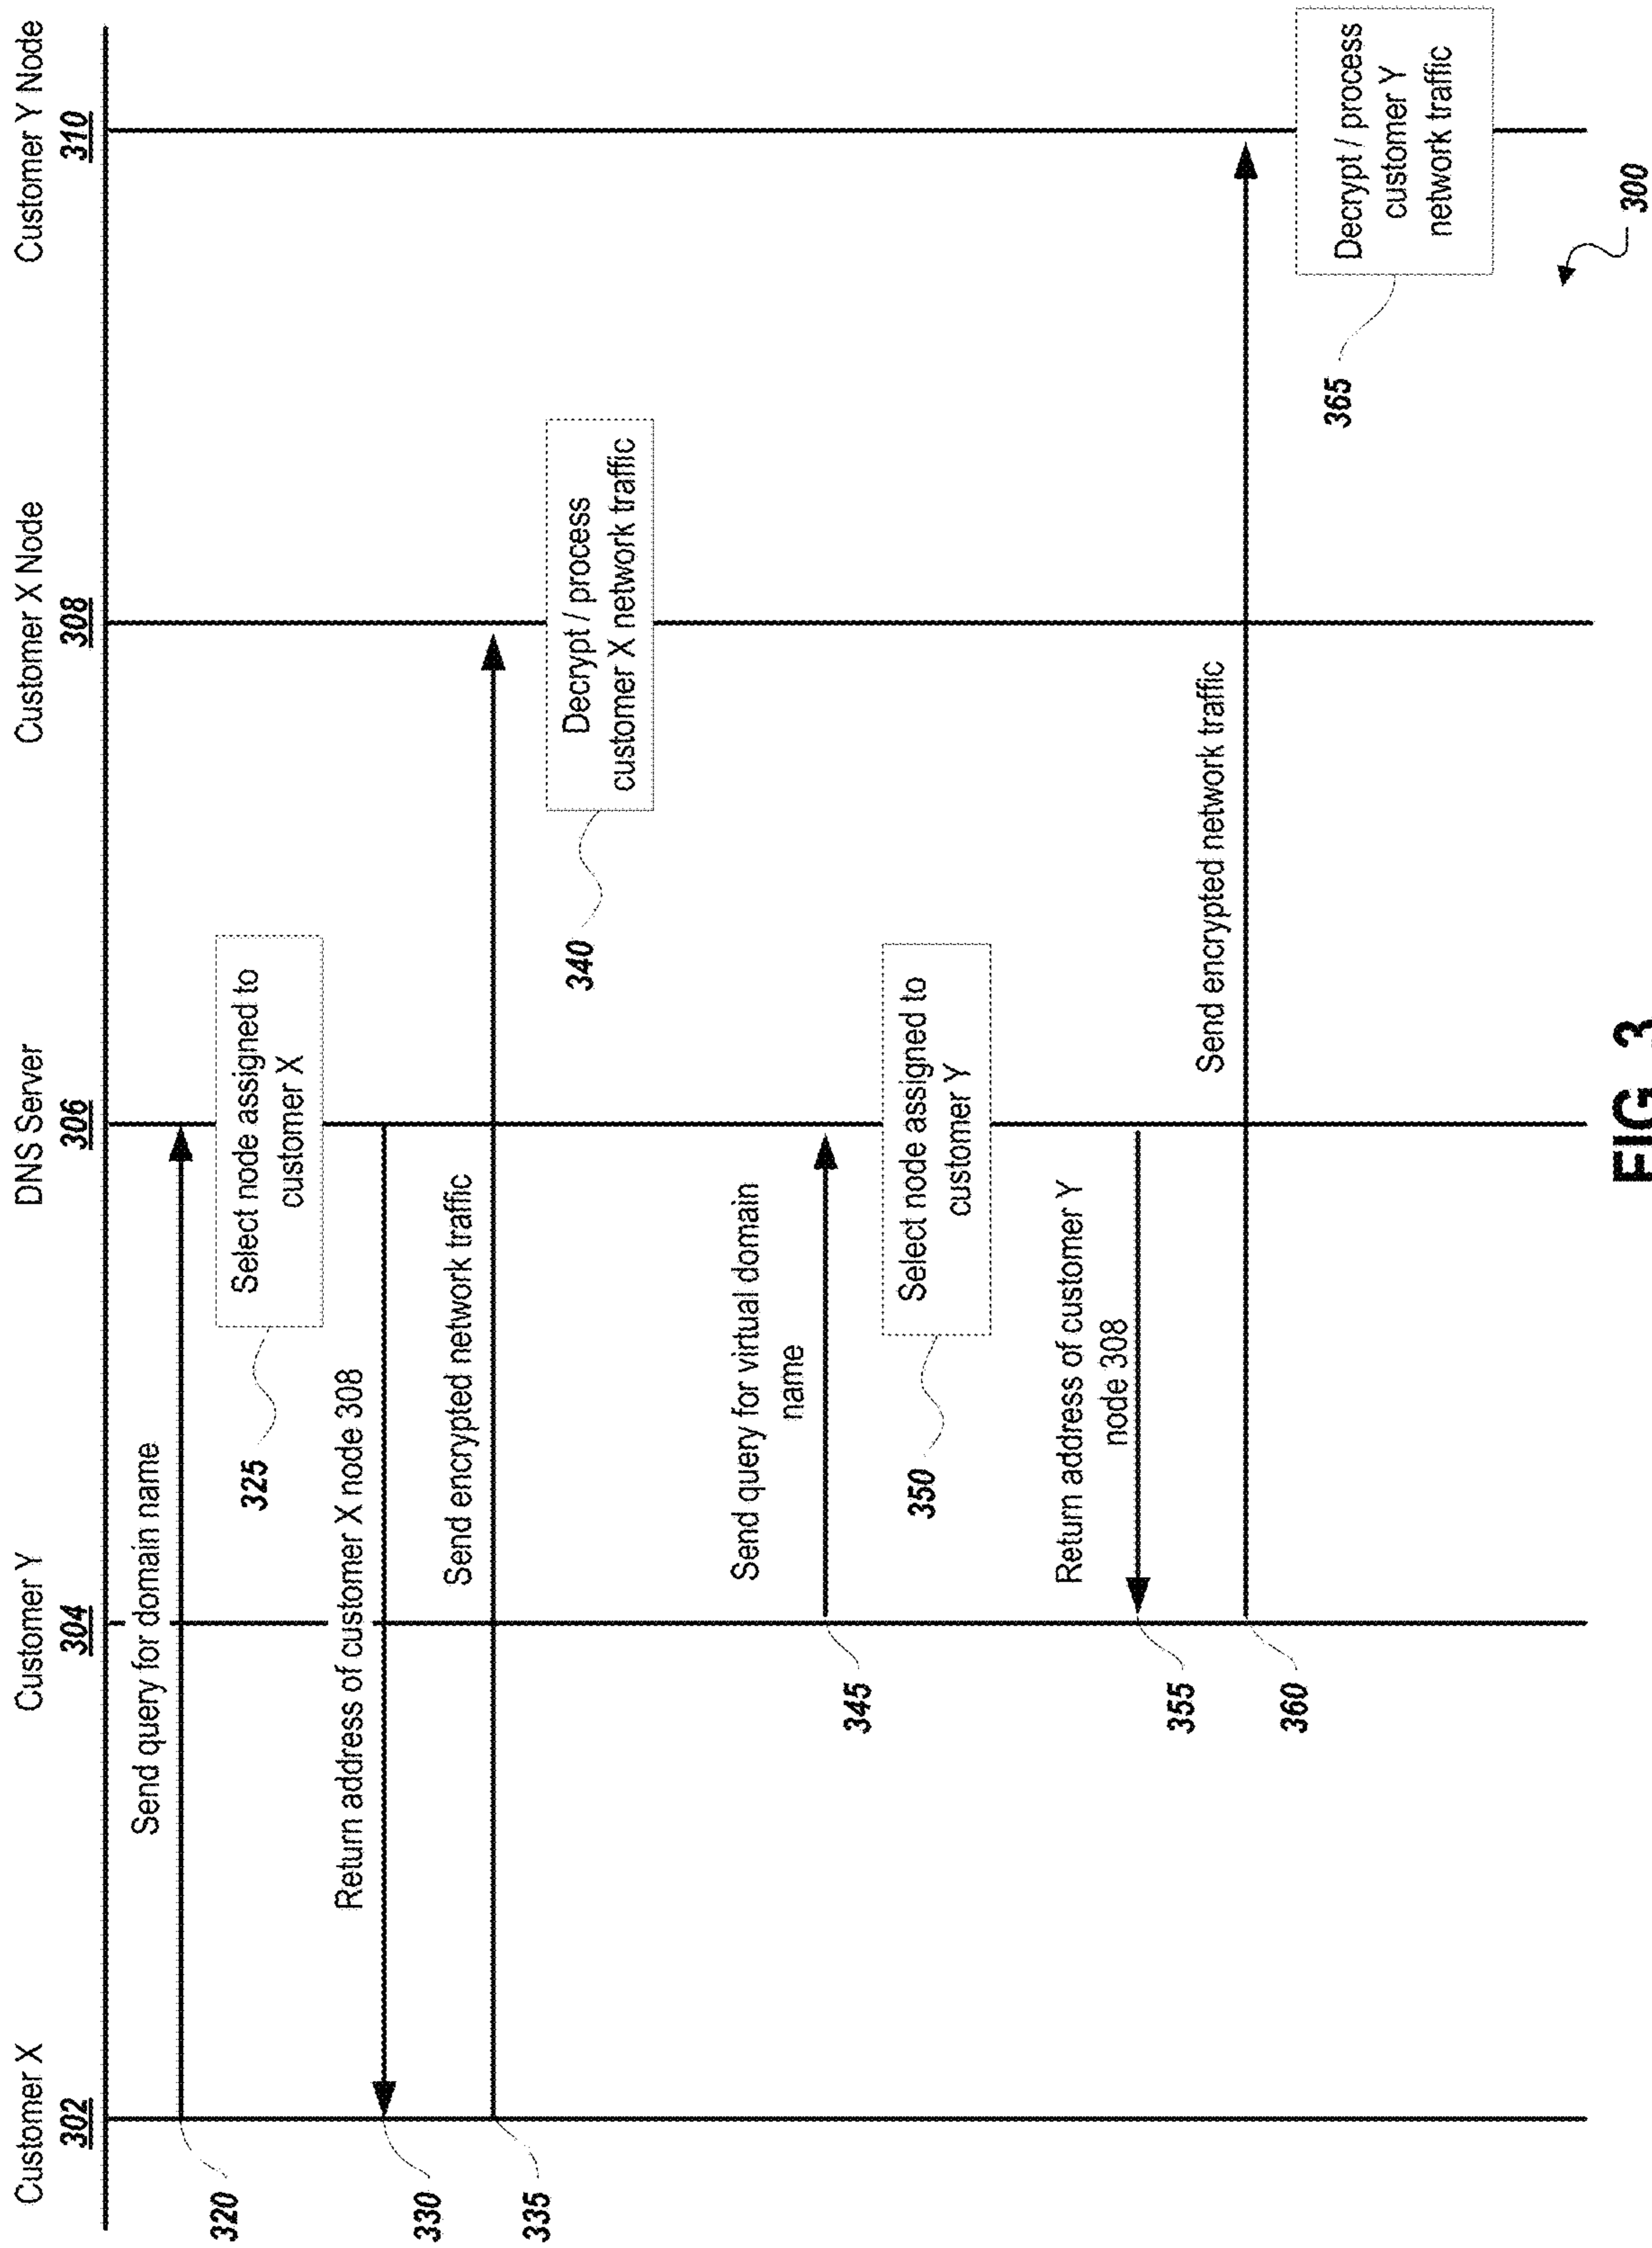 Customer X
302
Customer Y
304
DNS Server
306
Customer X Node
308
Customer Y Node
310
Send query for domain name
320
Select node assigned to
customer X
325
Return address of customer X node 308
330
Send encrypted network traffic
335
Decrypt / process
customer X network traffic
340
Send query for virtual domain
name
345
Select node assigned to
customer Y
350
Return address of customer Y
node 308
355
Send encrypted network traffic
360
Decrypt / process
customer Y
network traffic
365
300
FIG. 3